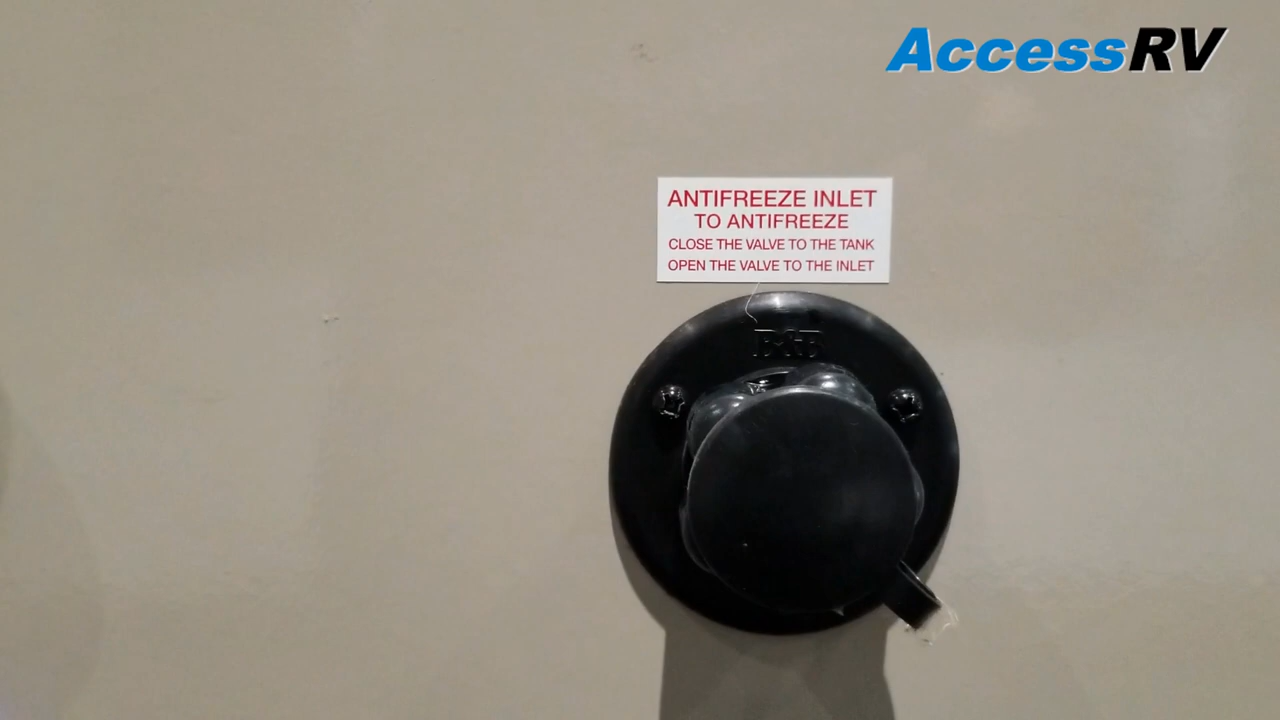 AccessRV
ANTIFREEZE INLET
TO ANTIFREEZE
CLOSE THE VALVE TO THE TANK
OPEN THE VALVE TO THE INLET
B&B